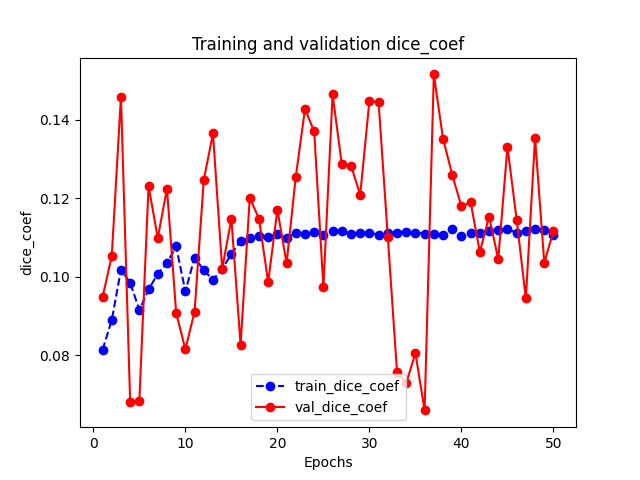 Training and validation dice_coef
dice_coef
0.14
0.12
0.10
0.08
train_dice_coef
val_dice_coef
0 10 20 30 40 50
Epochs